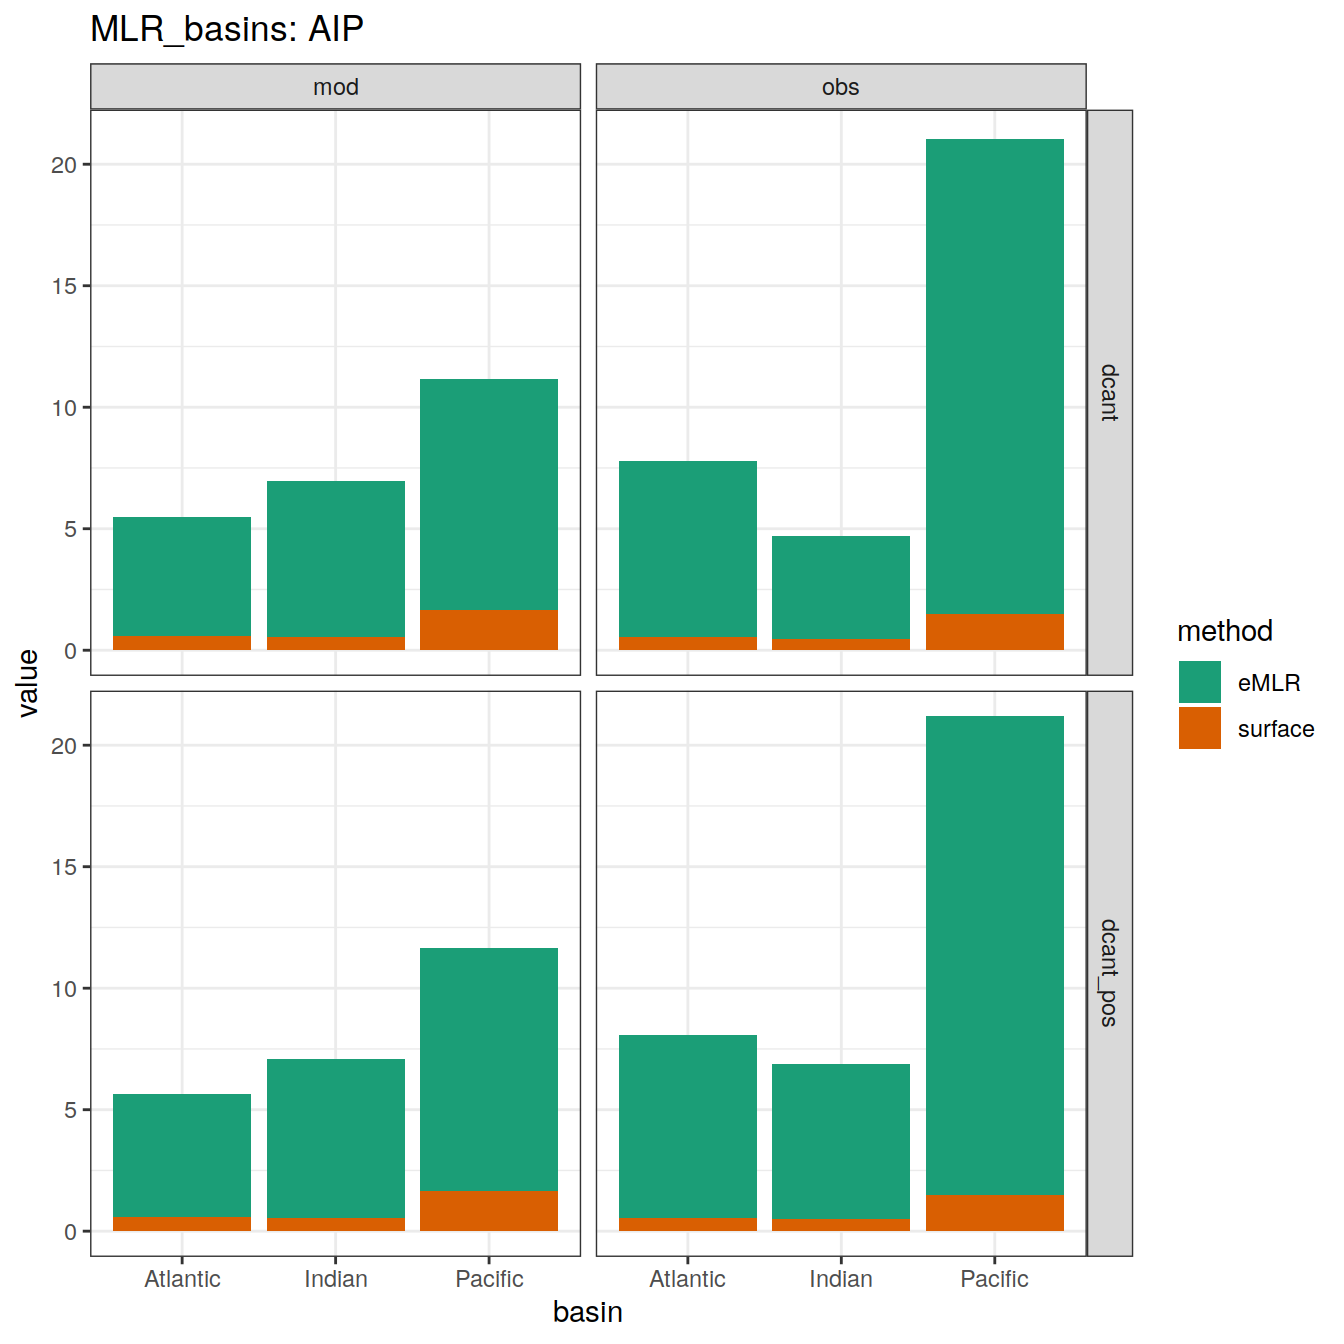 MLR_basins: AIP
mod
obs
20
15
10
5
0
dcant
20
15
10
5
0
dcant_pos
value
Atlantic
Indian
Pacific
Atlantic
Indian
Pacific
basin
method
eMLR
surface